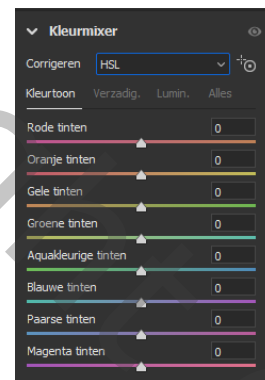 Kleurmixer
Corrigeren HSL
Kleurtoon Verzadig. Lumin. Alles
Rode tinten 0
Oranje tinten 0
Gele tinten 0
Groene tinten 0
Aquakleurige tinten 0
Blauwe tinten 0
Paarse tinten 0
Magenta tinten 0